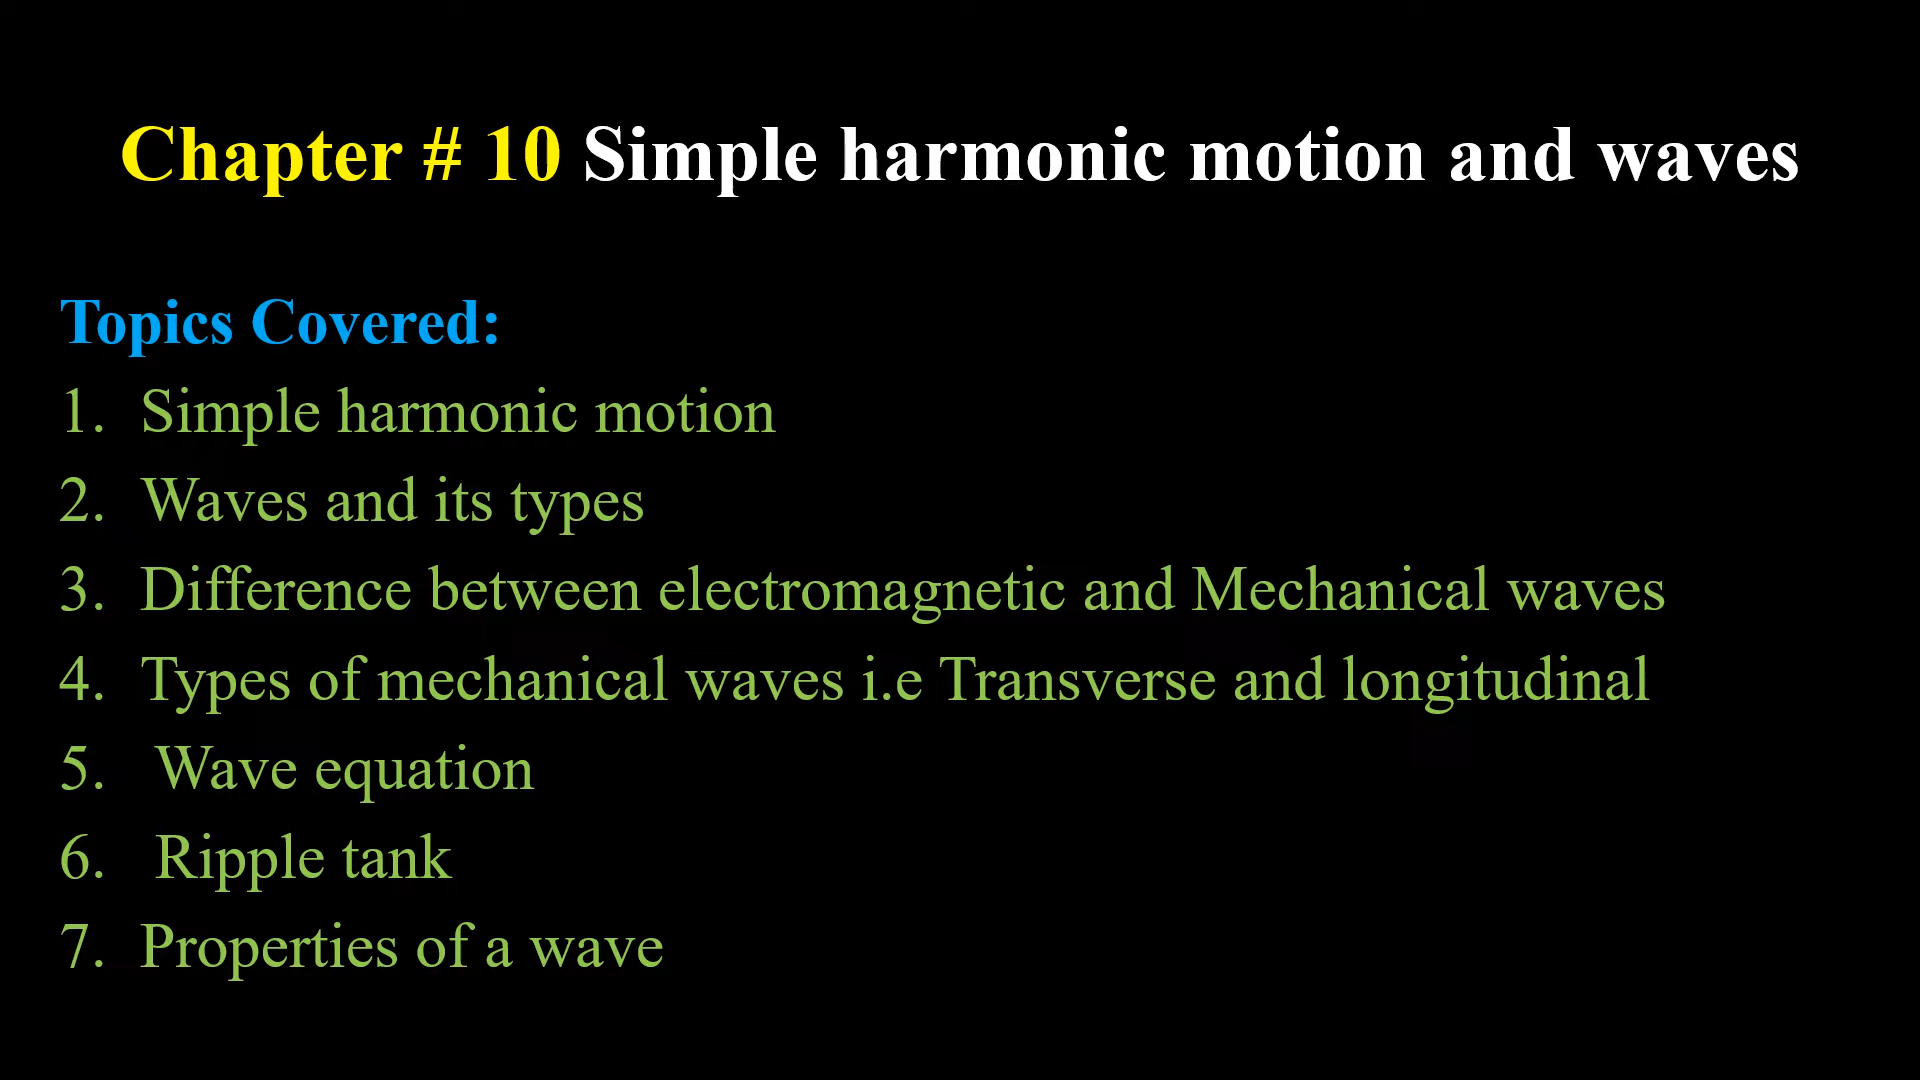 Chapter # 10 Simple harmonic motion and waves
Topics Covered:
1. Simple harmonic motion
2. Waves and its types
3. Difference between electromagnetic and Mechanical waves
4. Types of mechanical waves i.e Transverse and longitudinal
5. Wave equation
6. Ripple tank
7. Properties of a wave